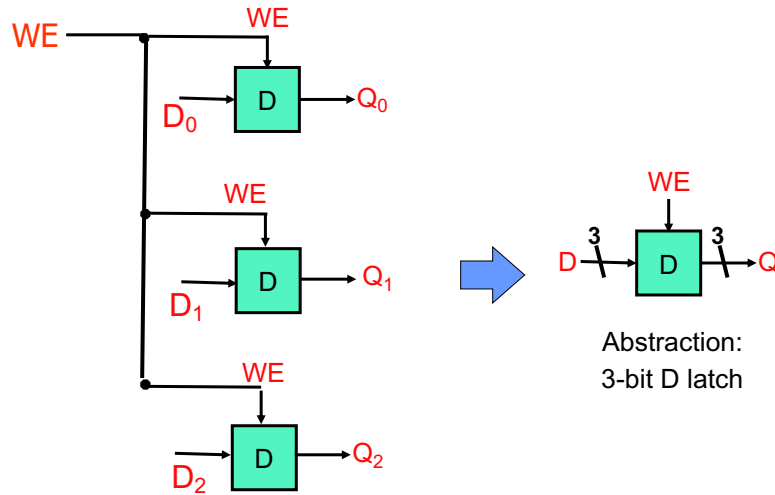 WE
WE
D
D₀
Q₀
WE
D
D₁
Q₁
WE
D
D₂
Q₂
WE
3
3
D
D
Q
Abstraction:
3-bit D latch